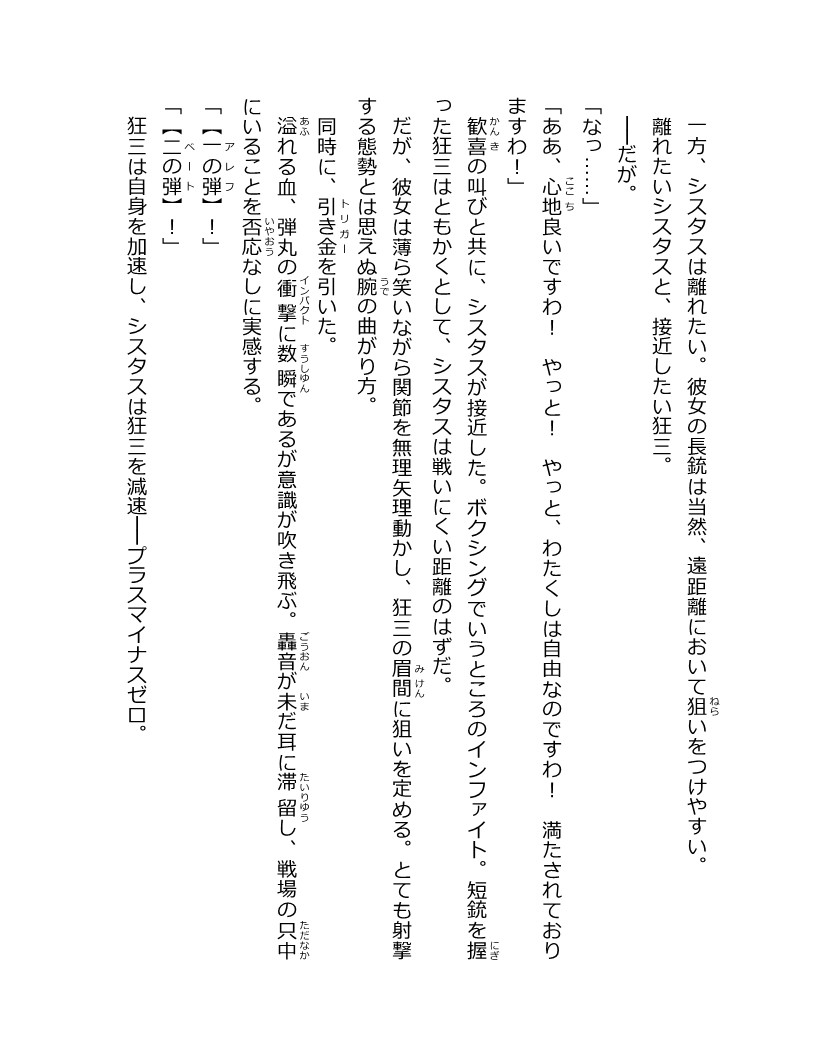 一方、シスタスは離れたい。彼女の長銃は当然、遠距離において狙いをつけやすい。
離れたいシスタスと、接近したい狂三。
――だが。
「なっ……」
「ああ、心地良いですわ！　やっと！　やっと、わたくしは自由なのですわ！　満たされており
ますわ！」
歓喜の叫びと共に、シスタスが接近した。ボクシングでいうところのインファイト。短銃を握
った狂三はともかくとして、シスタスは戦いにくい距離のはずだ。
だが、彼女は薄ら笑いながら関節を無理矢理動かし、狂三の眉間に狙いを定める。とても射撃
する態勢とは思えぬ腕の曲がり方。
同時に、引き金を引いた。
溢れる血、弾丸の衝撃に数瞬であるが意識が吹き飛ぶ。轟音が未だ耳に滞留し、戦場の只中
にいることを否応なしに実感する。
「【一の弾】！」
「【二の弾】！」
狂三は自身を加速し、シスタスは狂三を減速――プラスマイナスゼロ。